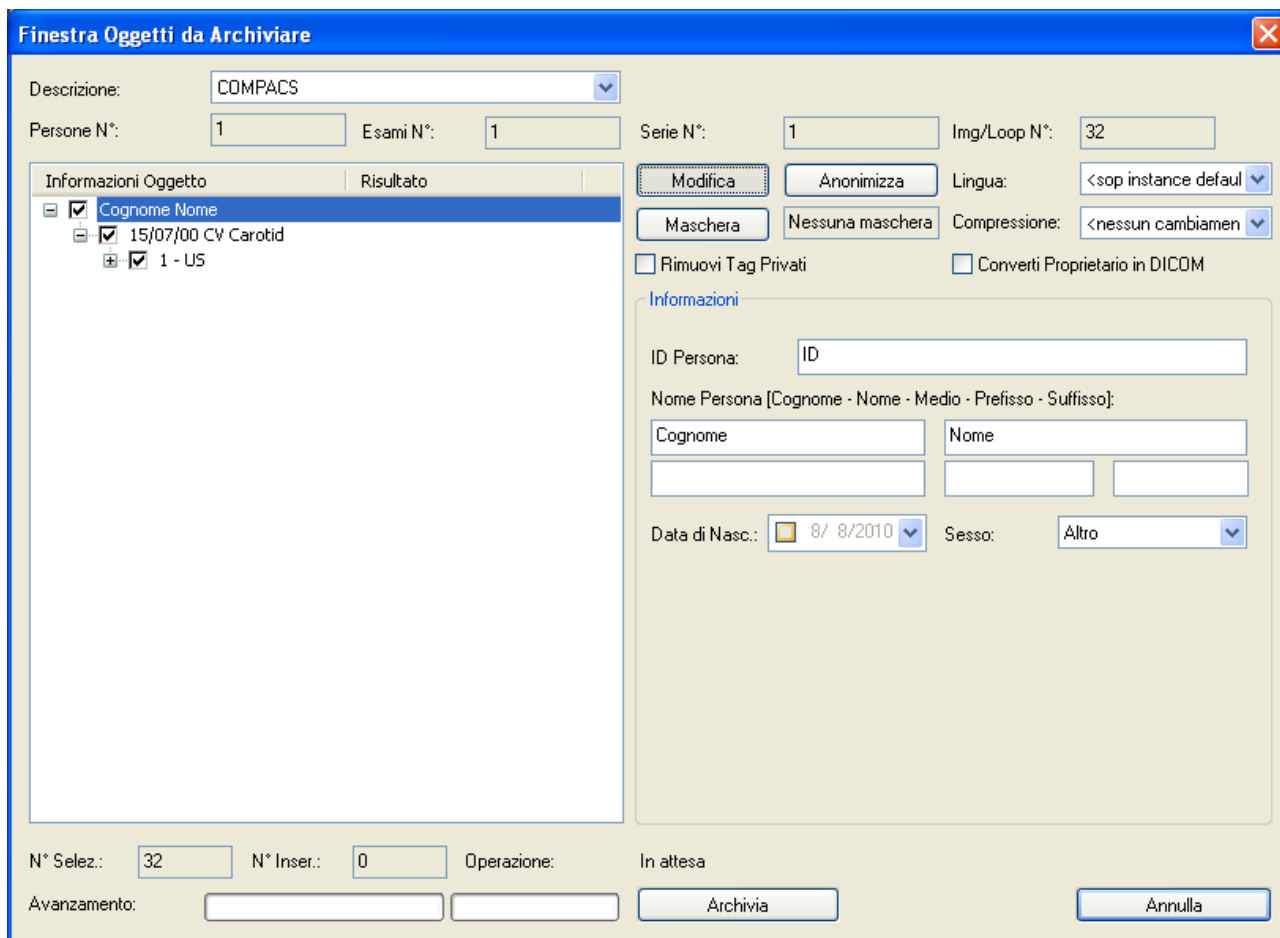 Finestra Oggetti da Archiviare
Descrizione: COMPACS
Persone N°: 1 Esami N°: 1 Serie N°: 1 Img/Loop N°: 32
Informazioni Oggetto Risultato
Cognome Nome
15/07/00 CV Carotid
1 - US
Modifica Anonimizza Lingua: <sop instance defaul
Maschera Nessuna maschera Compressione: <nessun cambiamen
Rimuovi Tag Privati Converti Proprietario in DICOM
Informazioni
ID Persona: ID
Nome Persona [Cognome - Nome - Medio - Prefisso - Suffisso]:
Cognome Nome
Data di Nasc.: 8/ 8/2010 Sesso: Altro
N° Selez.: 32 N° Inser.: 0 Operazione: In attesa
Avanzamento: Archivia Annulla